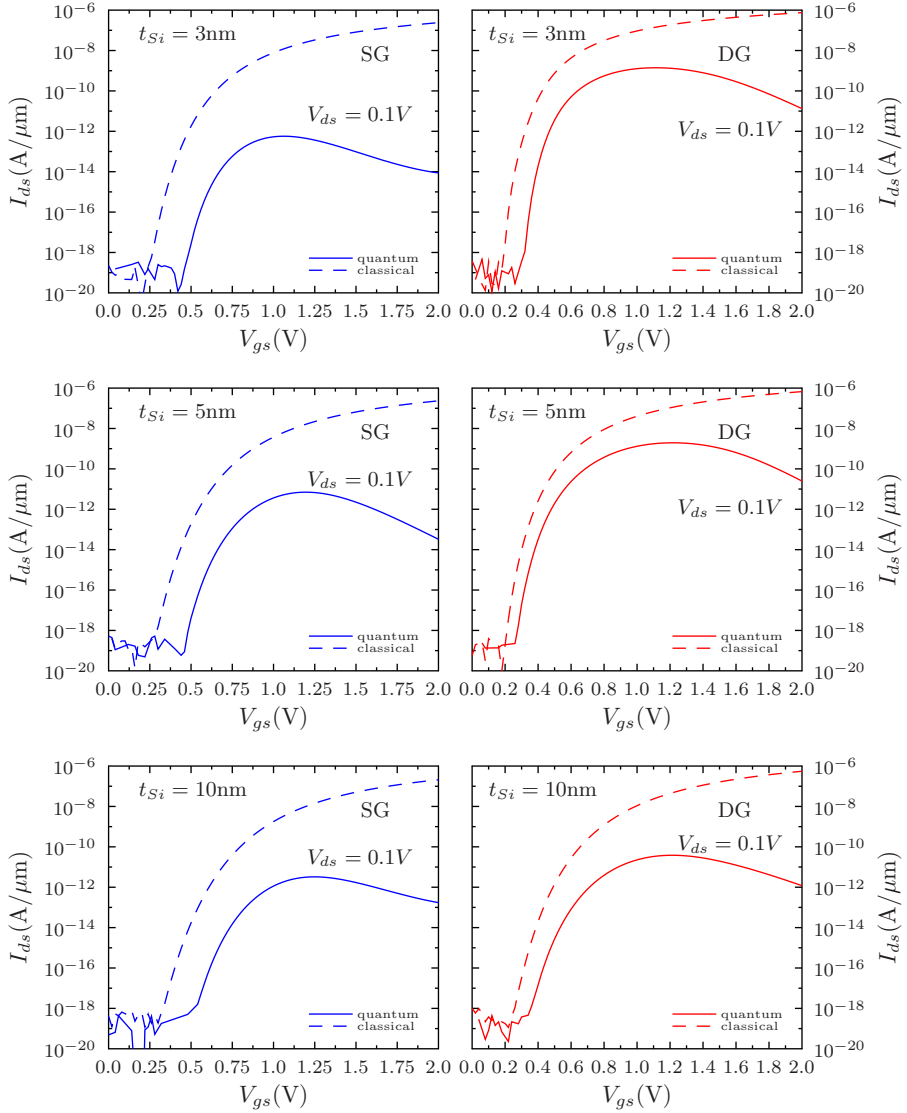 10⁻⁶
10⁻⁸
10⁻¹⁰
10⁻¹²
10⁻¹⁴
10⁻¹⁶
10⁻¹⁸
10⁻²⁰
I_ds(A/μm)
t_Si = 3nm
SG
V_ds = 0.1V
quantum
classical
0.0 0.25 0.5 0.75 1.0 1.25 1.5 1.75 2.0
V_gs(V)
t_Si = 3nm
DG
V_ds = 0.1V
quantum
classical
0.0 0.2 0.4 0.6 0.8 1.0 1.2 1.4 1.6 1.8 2.0
V_gs(V)
10⁻⁶
10⁻⁸
10⁻¹⁰
10⁻¹²
10⁻¹⁴
10⁻¹⁶
10⁻¹⁸
10⁻²⁰
I_ds(A/μm)
10⁻⁶
10⁻⁸
10⁻¹⁰
10⁻¹²
10⁻¹⁴
10⁻¹⁶
10⁻¹⁸
10⁻²⁰
I_ds(A/μm)
t_Si = 5nm
SG
V_ds = 0.1V
quantum
classical
0.0 0.25 0.5 0.75 1.0 1.25 1.5 1.75 2.0
V_gs(V)
t_Si = 5nm
DG
V_ds = 0.1V
quantum
classical
0.0 0.2 0.4 0.6 0.8 1.0 1.2 1.4 1.6 1.8 2.0
V_gs(V)
10⁻⁶
10⁻⁸
10⁻¹⁰
10⁻¹²
10⁻¹⁴
10⁻¹⁶
10⁻¹⁸
10⁻²⁰
I_ds(A/μm)
10⁻⁶
10⁻⁸
10⁻¹⁰
10⁻¹²
10⁻¹⁴
10⁻¹⁶
10⁻¹⁸
10⁻²⁰
I_ds(A/μm)
t_Si = 10nm
SG
V_ds = 0.1V
quantum
classical
0.0 0.25 0.5 0.75 1.0 1.25 1.5 1.75 2.0
V_gs(V)
t_Si = 10nm
DG
V_ds = 0.1V
quantum
classical
0.0 0.2 0.4 0.6 0.8 1.0 1.2 1.4 1.6 1.8 2.0
V_gs(V)
10⁻⁶
10⁻⁸
10⁻¹⁰
10⁻¹²
10⁻¹⁴
10⁻¹⁶
10⁻¹⁸
10⁻²⁰
I_ds(A/μm)